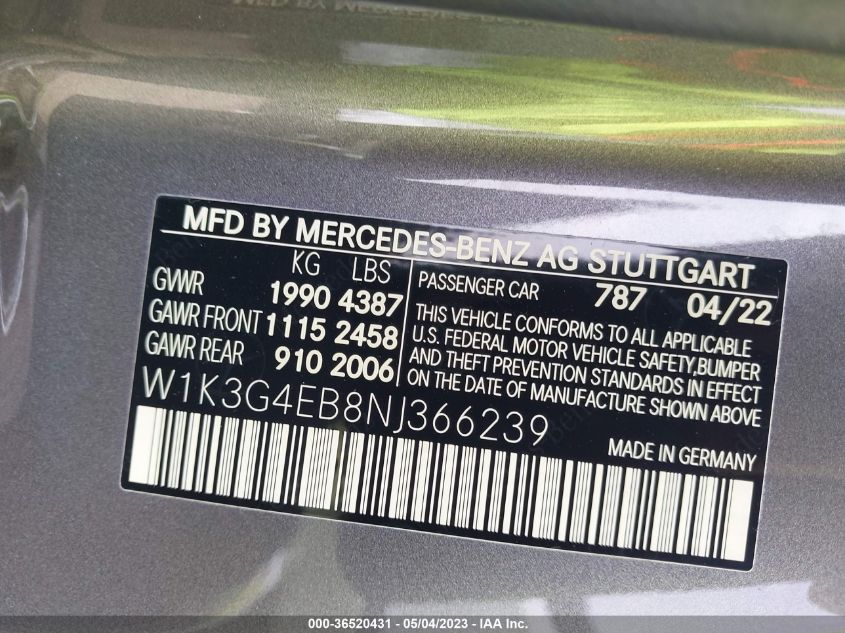 MFD BY MERCEDES-BENZ AG STUTTGART
KG LBS
GVWR 1990 4387
GAWR FRONT 1115 2458
GAWR REAR 910 2006
PASSENGER CAR 787 04/22
THIS VEHICLE CONFORMS TO ALL APPLICABLE
U.S. FEDERAL MOTOR VEHICLE SAFETY,BUMPER
AND THEFT PREVENTION STANDARDS IN EFFECT
ON THE DATE OF MANUFACTURE SHOWN ABOVE
W1K3G4EB8NJ366239
MADE IN GERMANY
000-36520431 - 05/04/2023 - IAA Inc.